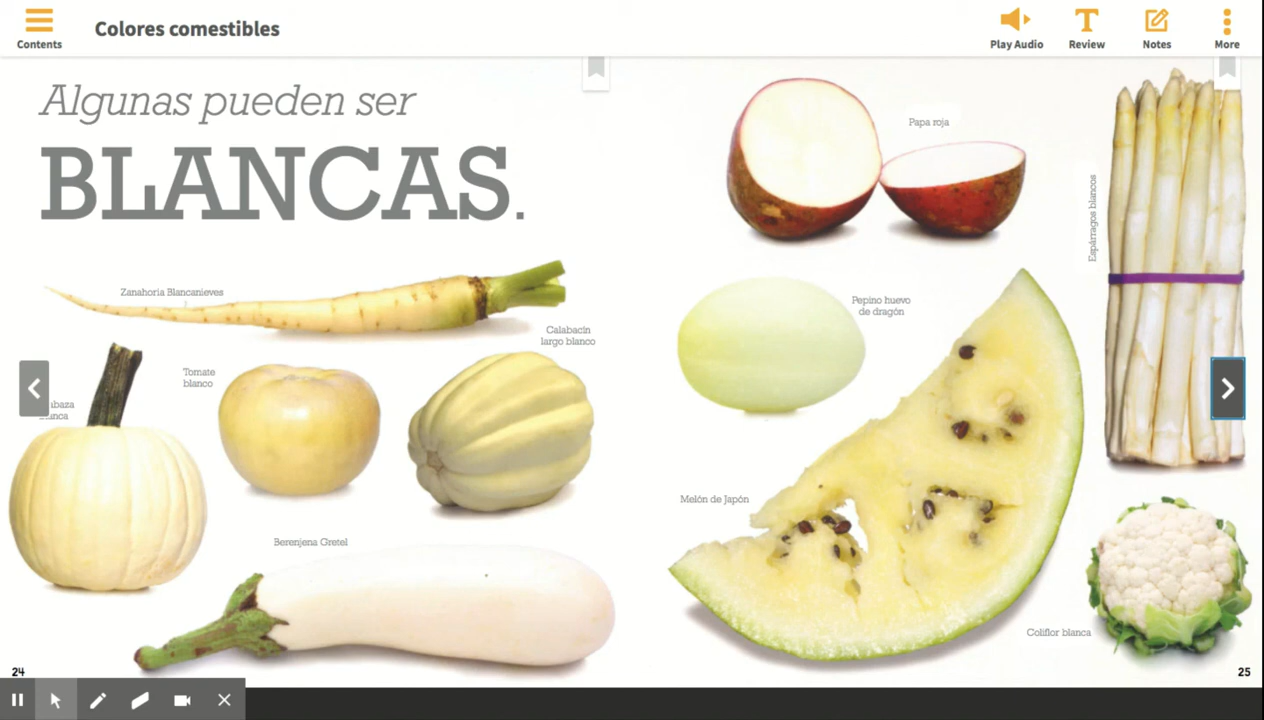 Contents
Colores comestibles
Play Audio
Review
Notes
More
Algunas pueden ser
BLANCAS.
Zanahoria Blancanieves
Calabacín
largo blanco
Tomate
blanco
Berenjena Gretel
24
Papa roja
Espárragos blancos
Pepino huevo
de dragón
Melón de Japón
Coliflor blanca
25